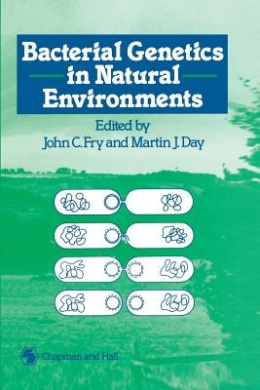 Bacterial Genetics
in Natural
Environments
Edited by
John C. Fry and Martin J. Day
Chapman and Hall